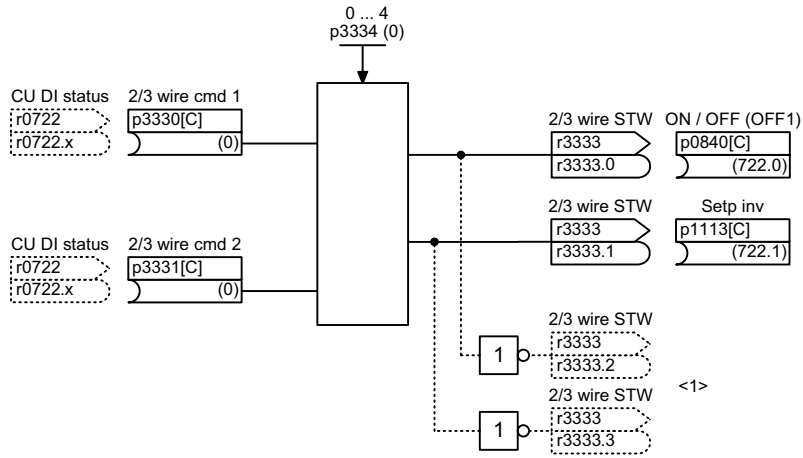 0 ... 4
p3334 (0)
CU DI status
2/3 wire cmd 1
r0722
p3330[C]
r0722.x
(0)
2/3 wire STW
ON / OFF (OFF1)
r3333
p0840[C]
r3333.0
(722.0)
2/3 wire STW
Setp inv
r3333
p1113[C]
r3333.1
(722.1)
CU DI status
2/3 wire cmd 2
r0722
p3331[C]
r0722.x
(0)
2/3 wire STW
1
r3333
r3333.2
<1>
2/3 wire STW
1
r3333
r3333.3